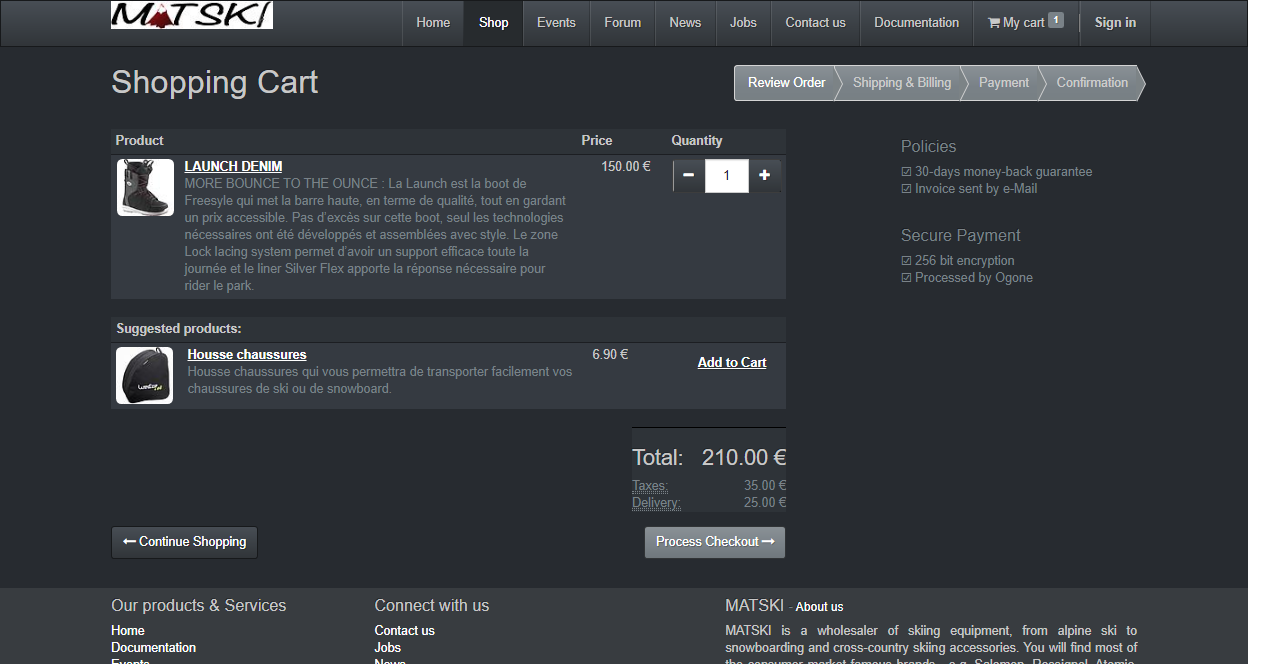 MATSKI
Home Shop Events Forum News Jobs Contact us Documentation My cart 1 Sign in
Shopping Cart
Review Order Shipping & Billing Payment Confirmation
Product Price Quantity
LAUNCH DENIM 150.00 € 1
MORE BOUNCE TO THE OUNCE : La Launch est la boot de
Freesyle qui met la barre haute, en terme de qualité, tout en gardant
un prix accessible. Pas d'excès sur cette boot, seul les technologies
nécessaires ont été développés et assemblées avec style. Le zone
Lock lacing system permet d'avoir un support efficace toute la
journée et le liner Silver Flex apporte la réponse nécessaire pour
rider le park.
Policies
30-days money-back guarantee
Invoice sent by e-Mail
Secure Payment
256 bit encryption
Processed by Ogone
Suggested products:
Housse chaussures 6.90 € Add to Cart
Housse chaussures qui vous permettra de transporter facilement vos
chaussures de ski ou de snowboard.
Total: 210.00 €
Taxes: 35.00 €
Delivery: 25.00 €
Continue Shopping Process Checkout
Our products & Services
Home
Documentation
Events
Connect with us
Contact us
Jobs
News
MATSKI - About us
MATSKI is a wholesaler of skiing equipment, from alpine ski to
snowboarding and cross-country skiing accessories. You will find most of
the consumer market famous brands, e.g. Salomon, Rossignol, Atomic,